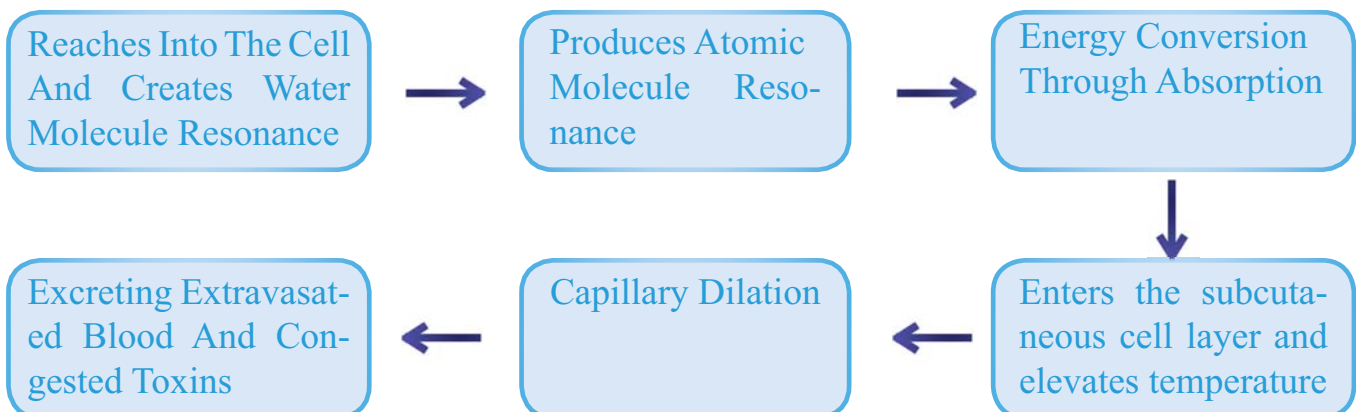 Reaches Into The Cell
And Creates Water
Molecule Resonance
Produces Atomic
Molecule Reso-
nance
Energy Conversion
Through Absorption
Enters the subcuta-
neous cell layer and
elevates temperature
Capillary Dilation
Excreting Extravasat-
ed Blood And Con-
gested Toxins